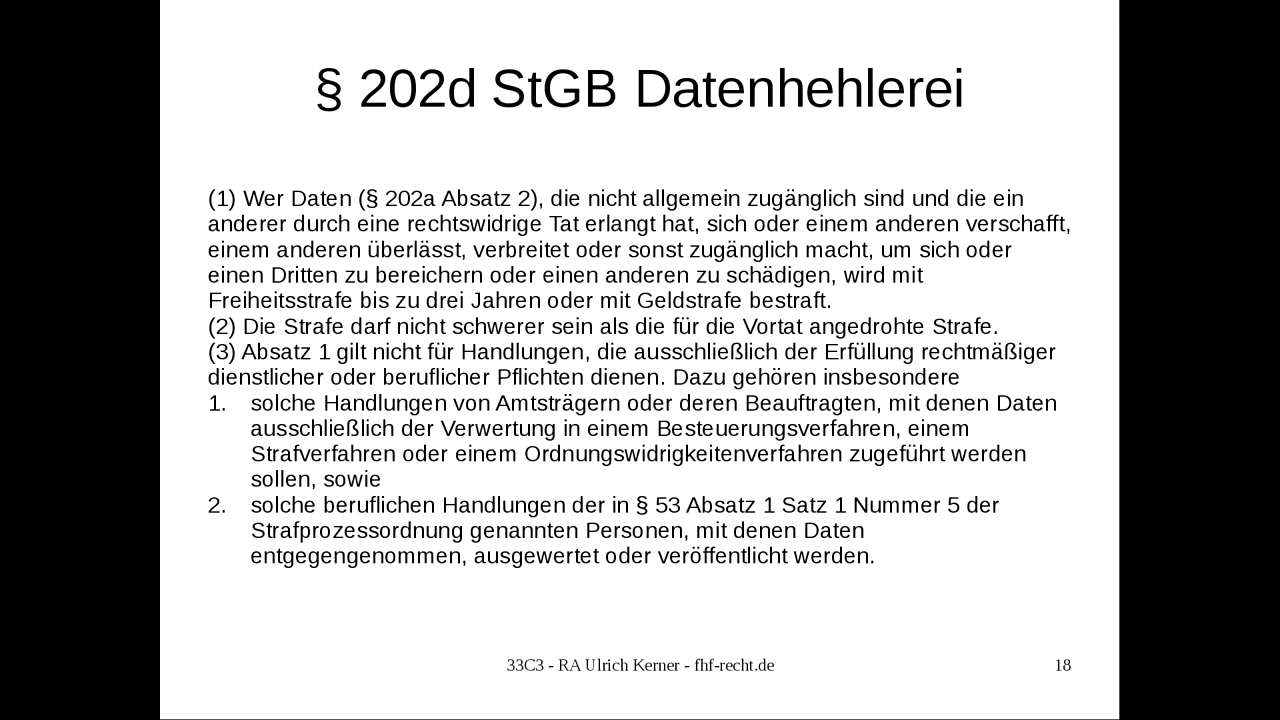 § 202d StGB Datenhehlerei
(1) Wer Daten (§ 202a Absatz 2), die nicht allgemein zugänglich sind und die ein
anderer durch eine rechtswidrige Tat erlangt hat, sich oder einem anderen verschafft,
einem anderen überlässt, verbreitet oder sonst zugänglich macht, um sich oder
einen Dritten zu bereichern oder einen anderen zu schädigen, wird mit
Freiheitsstrafe bis zu drei Jahren oder mit Geldstrafe bestraft.
(2) Die Strafe darf nicht schwerer sein als die für die Vortat angedrohte Strafe.
(3) Absatz 1 gilt nicht für Handlungen, die ausschließlich der Erfüllung rechtmäßiger
dienstlicher oder beruflicher Pflichten dienen. Dazu gehören insbesondere
1. solche Handlungen von Amtsträgern oder deren Beauftragten, mit denen Daten
ausschließlich der Verwertung in einem Besteuerungsverfahren, einem
Strafverfahren oder einem Ordnungswidrigkeitenverfahren zugeführt werden
sollen, sowie
2. solche beruflichen Handlungen der in § 53 Absatz 1 Satz 1 Nummer 5 der
Strafprozessordnung genannten Personen, mit denen Daten
entgegengenommen, ausgewertet oder veröffentlicht werden.
33C3 - RA Ulrich Kerner - fhf-recht.de 18